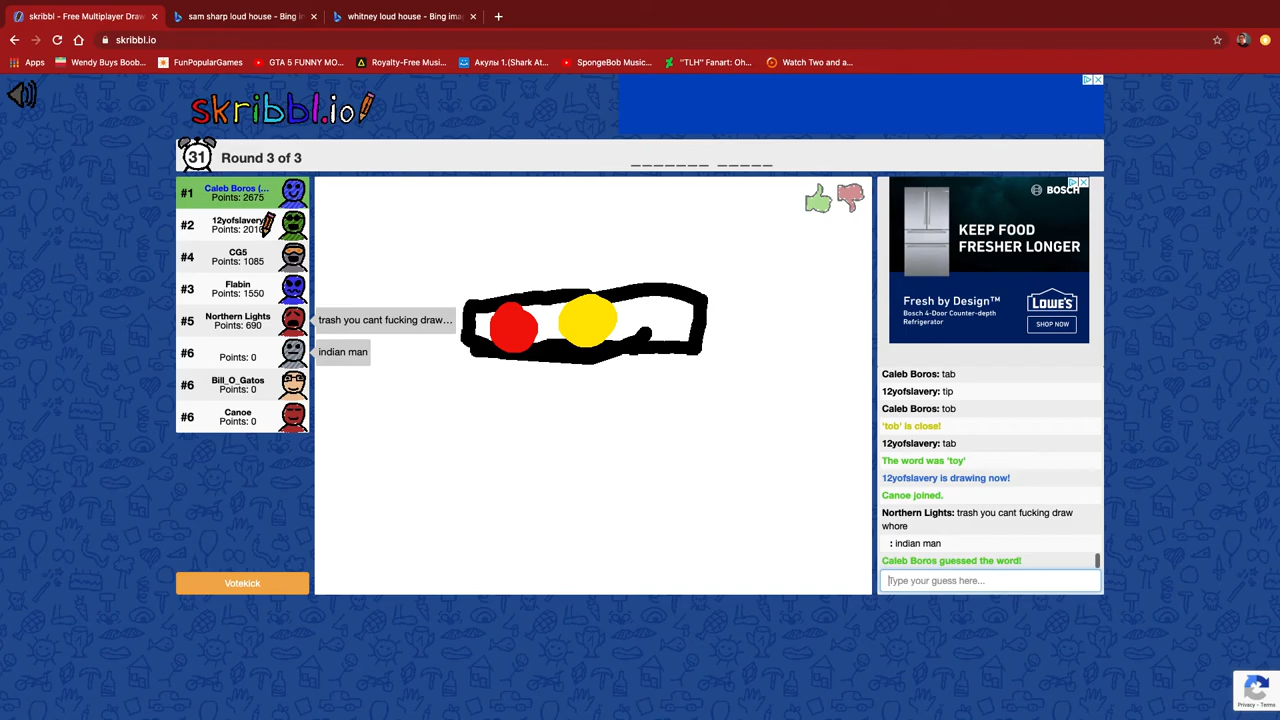 skribbl - Free Multiplayer Draw
sam sharp loud house - Bing im
whitney loud house - Bing ima
skribbl.io
Apps
Wendy Buys Boob...
FunPopularGames
GTA 5 FUNNY MO...
Royalty-Free Musi...
Акулы 1.(Shark At...
SpongeBob Music...
"TLH" Fanart: Oh...
Watch Two and a...
skribbl.io
31
Round 3 of 3
_______ _____
#1
Caleb Boros (...
Points: 2675
#2
12yofslavery
Points: 2010
#4
CG5
Points: 1085
#3
Flabin
Points: 1550
#5
Northern Lights
Points: 690
trash you cant fucking draw...
#6
Points: 0
indian man
#6
Bill_O_Gatos
Points: 0
#6
Canoe
Points: 0
Votekick
BOSCH
KEEP FOOD
FRESHER LONGER
Fresh by Design™
Bosch 4-Door Counter-depth
Refrigerator
LOWE'S
SHOP NOW
Caleb Boros: tab
12yofslavery: tip
Caleb Boros: tob
'tob' is close!
12yofslavery: tab
The word was 'toy'
12yofslavery is drawing now!
Canoe joined.
Northern Lights: trash you cant fucking draw
whore
: indian man
Caleb Boros guessed the word!
Type your guess here...
Privacy - Terms